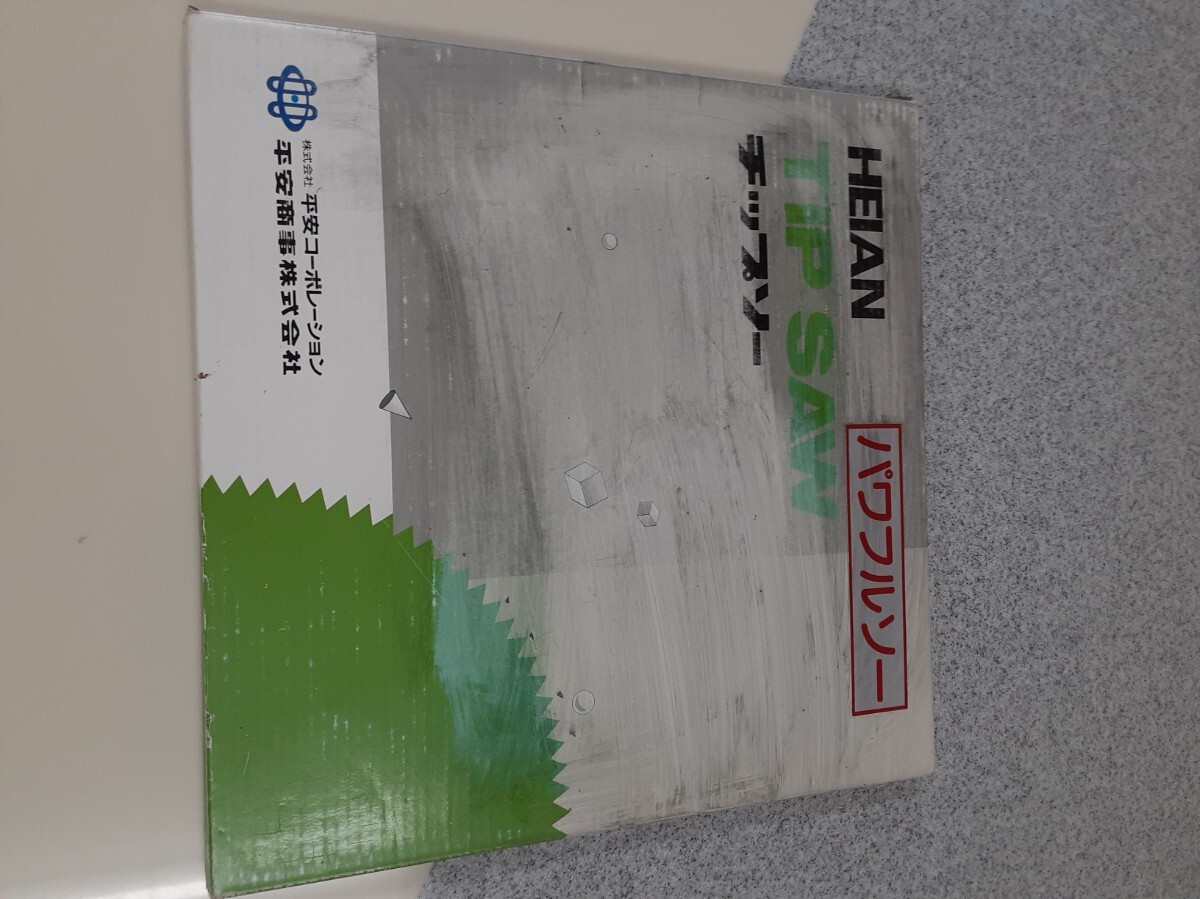 HEIAN
パワフルソー
TIP SAW
チップソー
株式会社 平安コーポレーション
平安商事株式会社